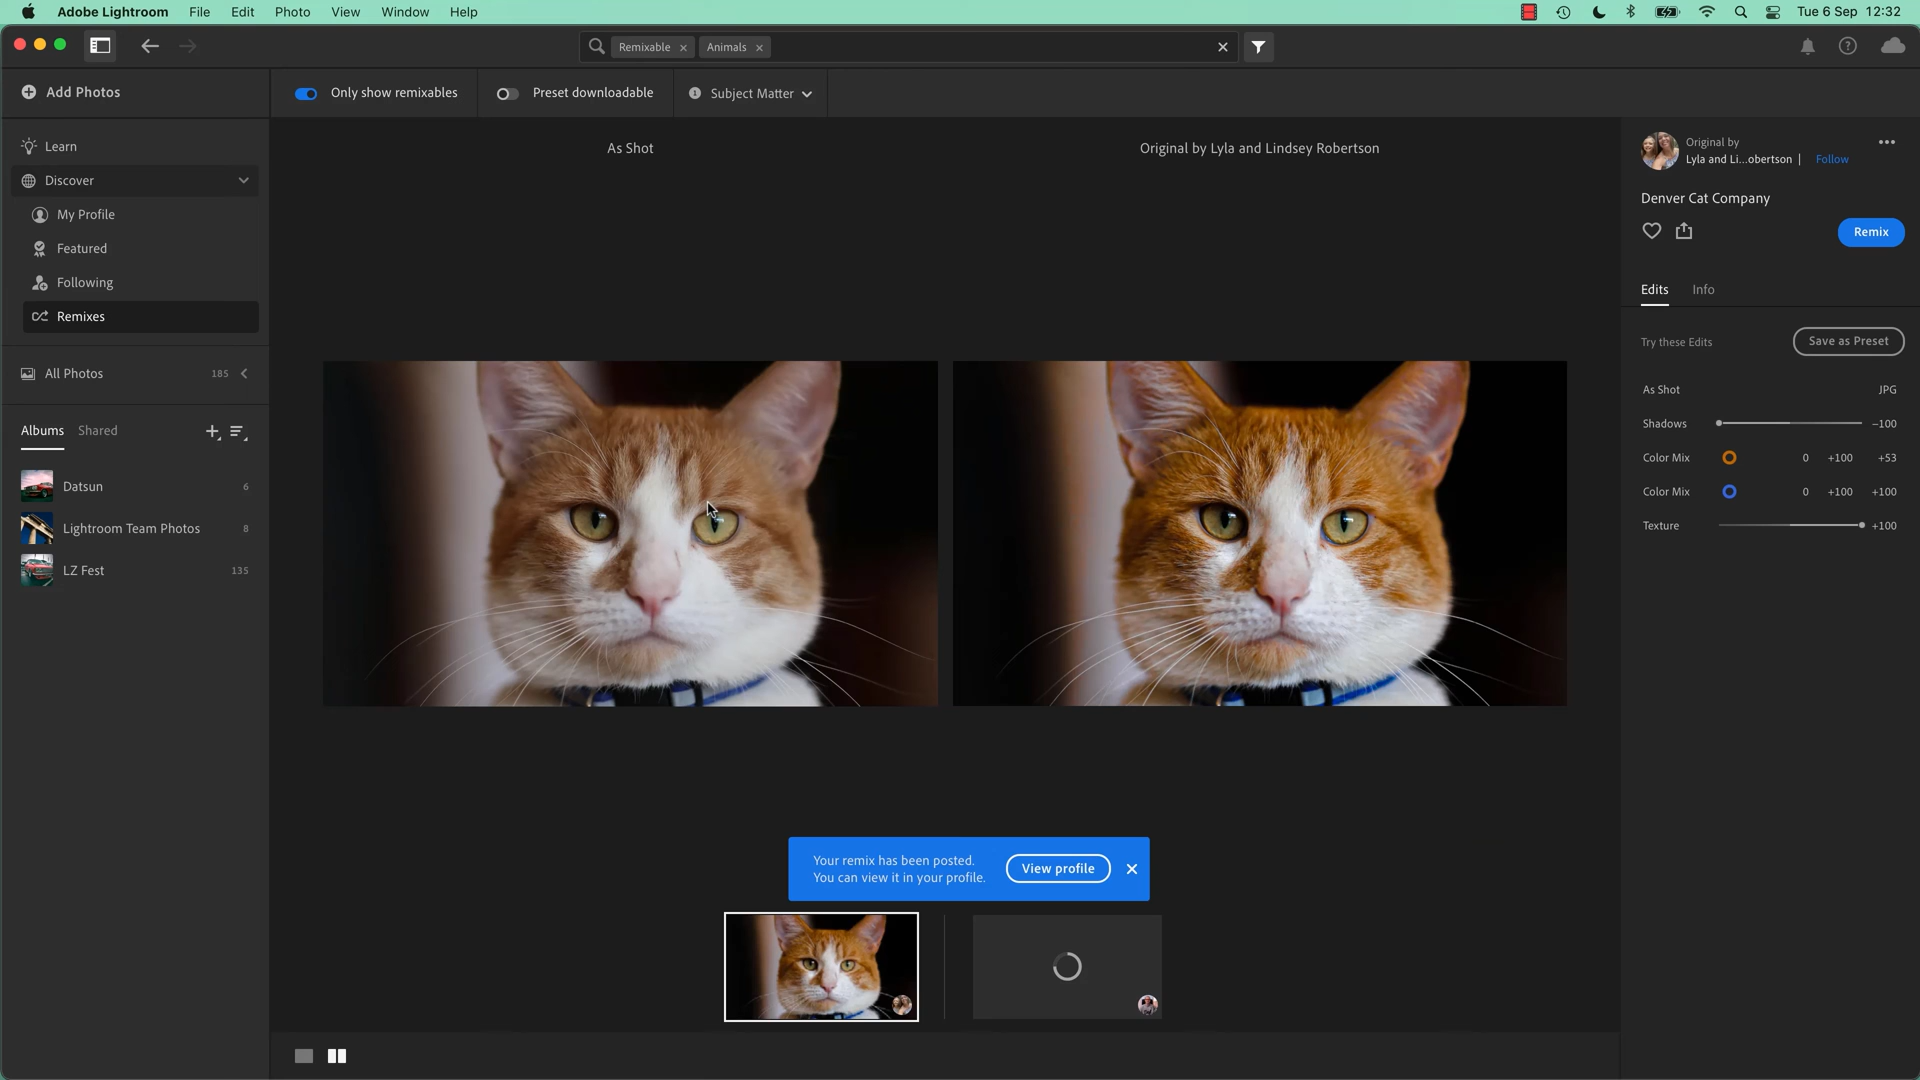 Adobe Lightroom File Edit Photo View Window Help Tue 6 Sep 12:32
Remixable × Animals ×
Add Photos
Only show remixables Preset downloadable 1 Subject Matter
Learn
Discover
My Profile
Featured
Following
Remixes
All Photos 185
Albums Shared
Datsun 6
Lightroom Team Photos 8
LZ Fest 135
As Shot Original by Lyla and Lindsey Robertson
Your remix has been posted.
You can view it in your profile.
View profile
Original by
Lyla and Li...obertson | Follow
Denver Cat Company
Remix
Edits Info
Try these Edits Save as Preset
As Shot JPG
Shadows –100
Color Mix 0 +100 +53
Color Mix 0 +100 +100
Texture +100